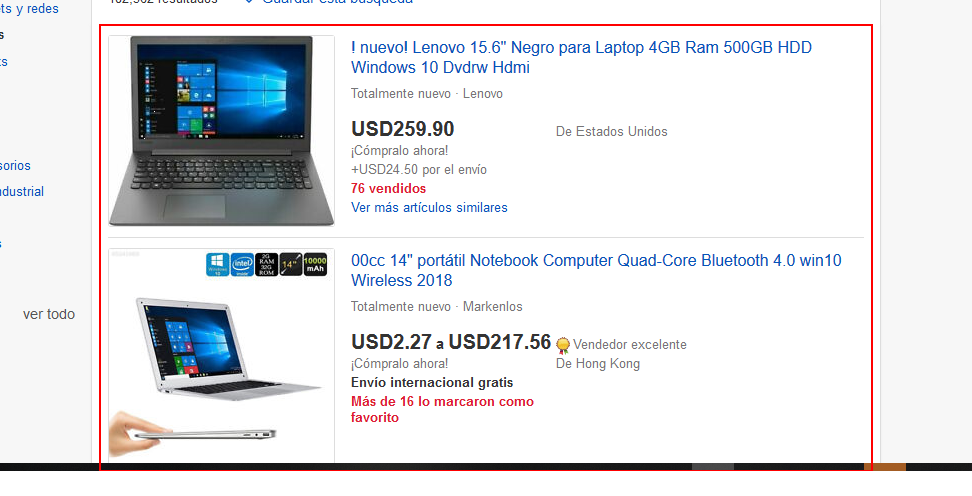 Guardar esta búsqueda
ts y redes
s
ts
sorios
ndustrial
s
ver todo
! nuevo! Lenovo 15.6" Negro para Laptop 4GB Ram 500GB HDD
Windows 10 Dvdrw Hdmi
Totalmente nuevo · Lenovo
USD259.90
De Estados Unidos
¡Cómpralo ahora!
+USD24.50 por el envío
76 vendidos
Ver más artículos similares
Windows 10
intel inside
2G RAM 32G ROM
14"
10000 mAh
00cc 14" portátil Notebook Computer Quad-Core Bluetooth 4.0 win10
Wireless 2018
Totalmente nuevo · Markenlos
USD2.27 a USD217.56
Vendedor excelente
¡Cómpralo ahora!
De Hong Kong
Envío internacional gratis
Más de 16 lo marcaron como
favorito